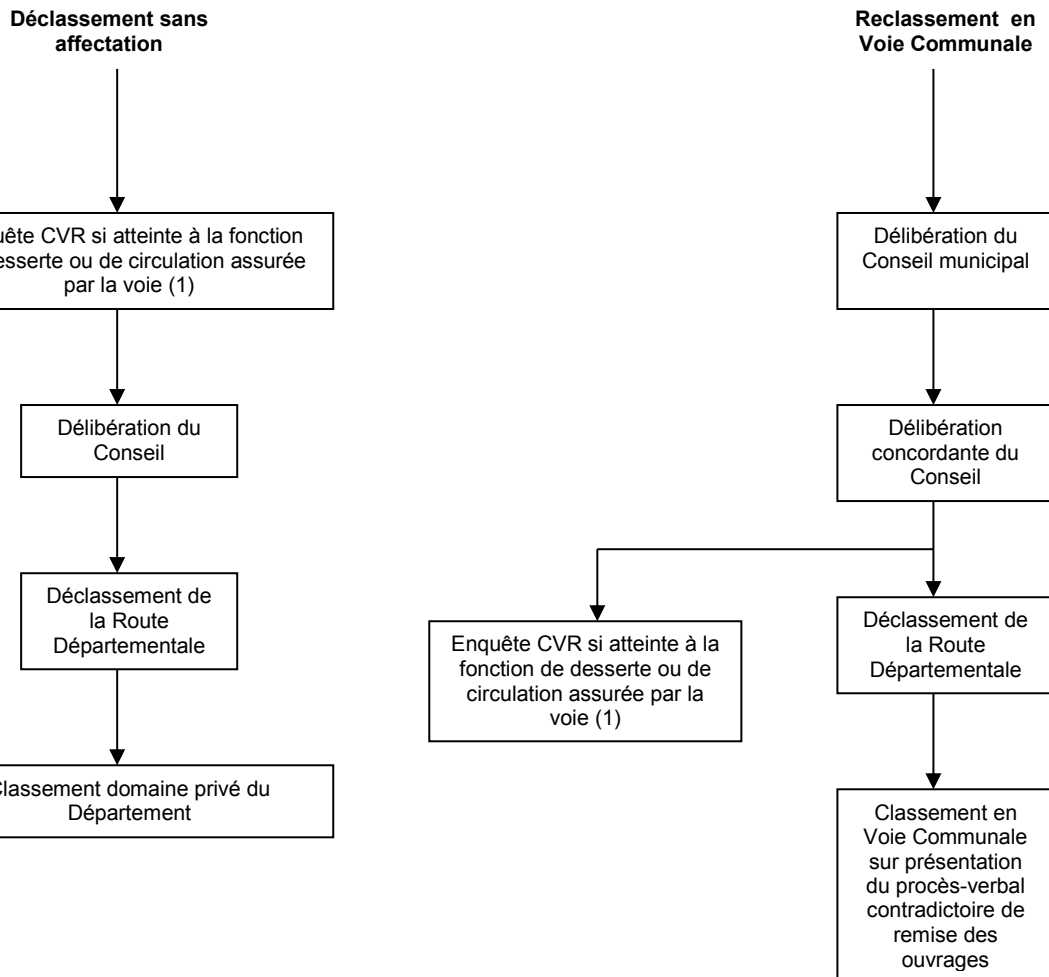 Déclassement sans
affectation
uête CVR si atteinte à la fonction
esserte ou de circulation assurée
par la voie (1)
Délibération du
Conseil
Déclassement de
la Route
Départementale
Classement domaine privé du
Département
Reclassement en
Voie Communale
Délibération du
Conseil municipal
Délibération
concordante du
Conseil
Enquête CVR si atteinte à la
fonction de desserte ou de
circulation assurée par la
voie (1)
Déclassement de
la Route
Départementale
Classement en
Voie Communale
sur présentation
du procès-verbal
contradictoire de
remise des
ouvrages